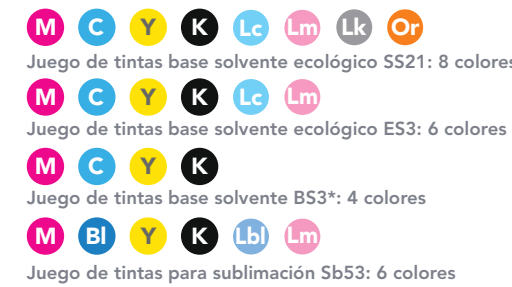 M C Y K Lc Lm Lk Or
Juego de tintas base solvente ecológico SS21: 8 colores
M C Y K Lc Lm
Juego de tintas base solvente ecológico ES3: 6 colores
M C Y K
Juego de tintas base solvente BS3*: 4 colores
M Bl Y K Lbl Lm
Juego de tintas para sublimación Sb53: 6 colores